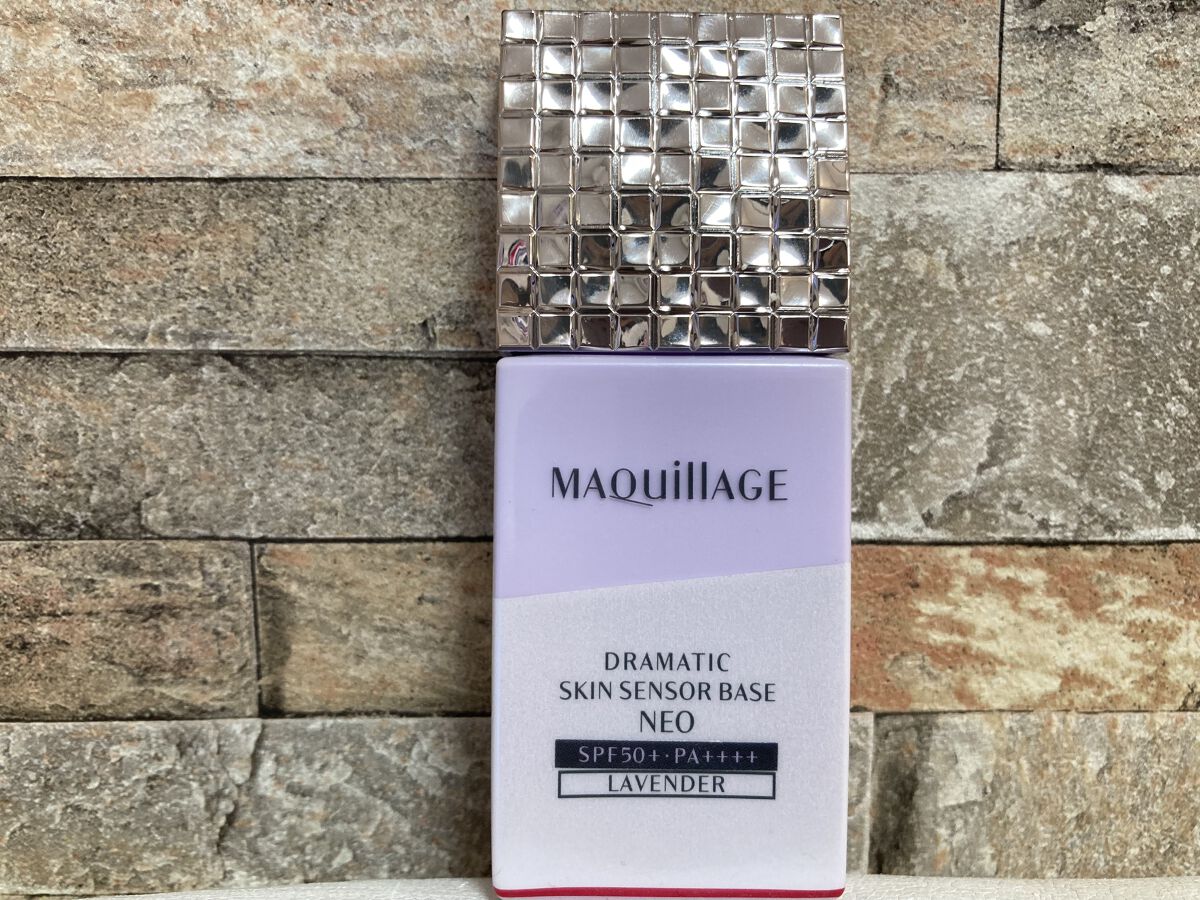 MAQuillAGE
DRAMATIC
SKIN SENSOR BASE
NEO
SPF50+·PA++++
LAVENDER